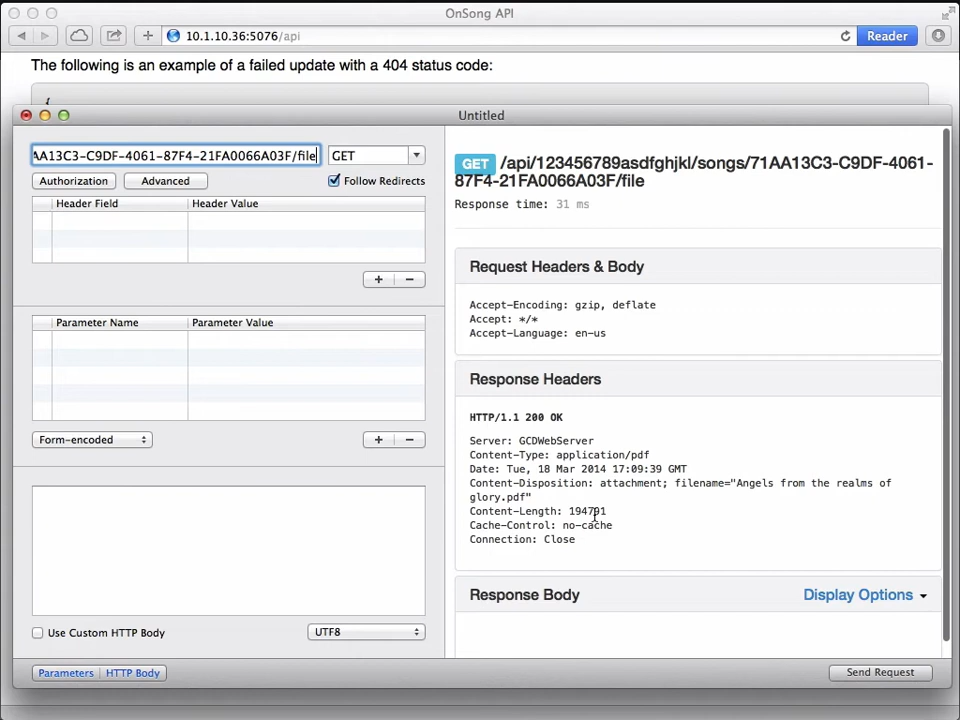 OnSong API
10.1.10.36:5076/api
Reader
The following is an example of a failed update with a 404 status code:
{
Untitled
AA13C3-C9DF-4061-87F4-21FA0066A03F/file
GET
Authorization
Advanced
Follow Redirects
Header Field
Header Value
+
−
Parameter Name
Parameter Value
Form-encoded
+
−
Use Custom HTTP Body
UTF8
Parameters
HTTP Body
GET /api/123456789asdfghjkl/songs/71AA13C3-C9DF-4061-
87F4-21FA0066A03F/file
Response time: 31 ms
Request Headers & Body
Accept-Encoding: gzip, deflate
Accept: */*
Accept-Language: en-us
Response Headers
HTTP/1.1 200 OK
Server: GCDWebServer
Content-Type: application/pdf
Date: Tue, 18 Mar 2014 17:09:39 GMT
Content-Disposition: attachment; filename="Angels from the realms of
glory.pdf"
Content-Length: 194791
Cache-Control: no-cache
Connection: Close
Response Body
Display Options
Send Request